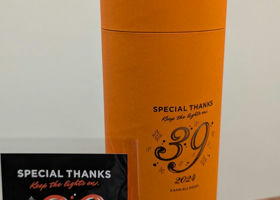 SPECIAL THANKS
Keep the lights on.
39
2024
SPECIAL THANKS
Keep the lights on.